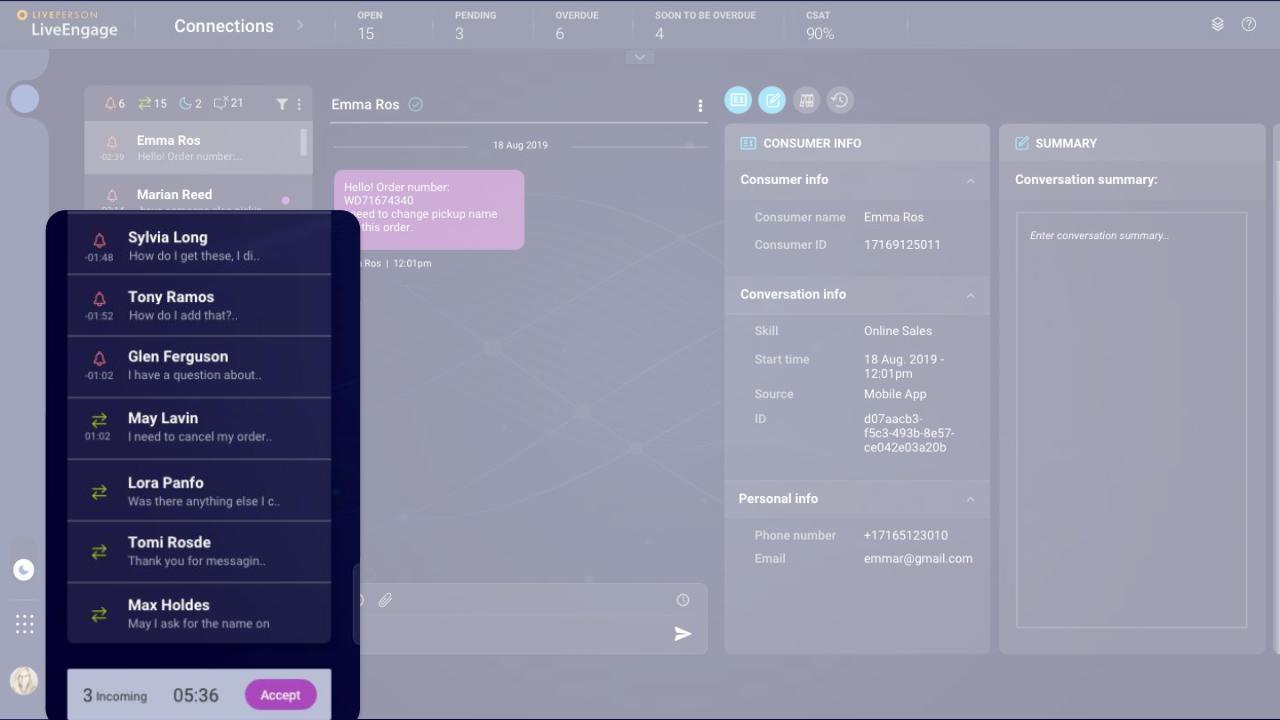 LIVEPERSON
LiveEngage
Connections
OPEN
15
PENDING
3
OVERDUE
6
SOON TO BE OVERDUE
4
CSAT
90%
6 15 2 21
Emma Ros
-02:39
Hello! Order number:...
Marian Reed
Sylvia Long
-01:48
How do I get these, I di..
Tony Ramos
-01:52
How do I add that?..
Glen Ferguson
-01:02
I have a question about..
May Lavin
01:02
I need to cancel my order..
Lora Panfo
Was there anything else I c..
Tomi Rosde
Thank you for messagin..
Max Holdes
May I ask for the name on
3 Incoming
05:36
Accept
Emma Ros
18 Aug 2019
Hello! Order number:
WD71674340
need to change pickup name
this order.
Ros | 12:01pm
CONSUMER INFO
Consumer info
Consumer name Emma Ros
Consumer ID 17169125011
Conversation info
Skill Online Sales
Start time 18 Aug. 2019 -
12:01pm
Source Mobile App
ID d07aacb3-
f5c3-493b-8e57-
ce042e03a20b
Personal info
Phone number +17165123010
Email emmar@gmail.com
SUMMARY
Conversation summary:
Enter conversation summary...